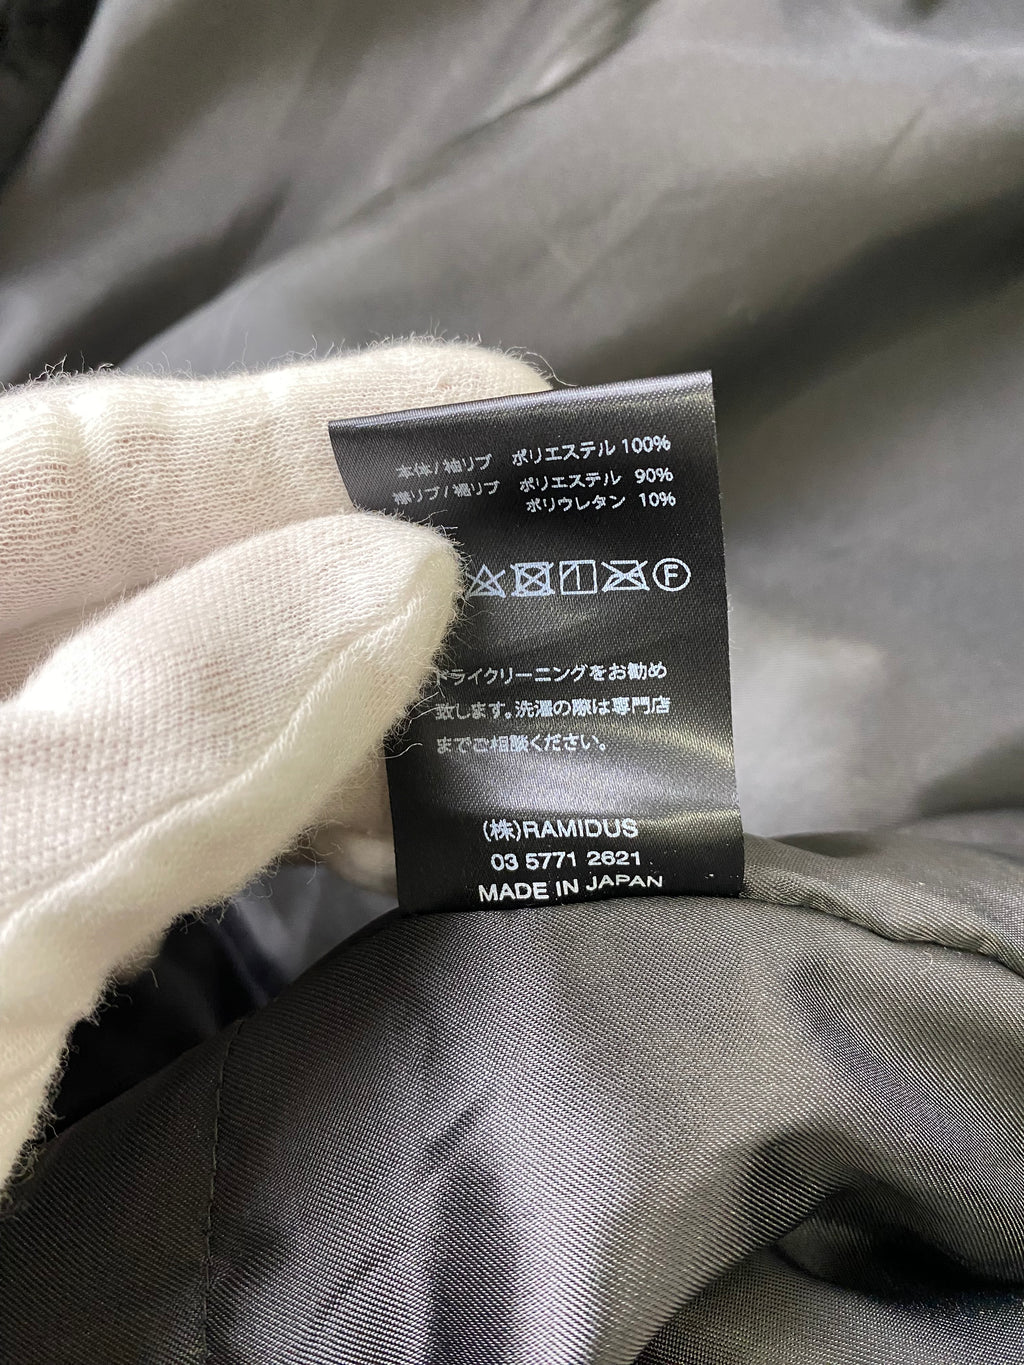 本体/袖リブ ポリエステル 100%
襟リブ/裾リブ ポリエステル 90%
ポリウレタン 10%
F
ドライクリーニングをお勧め
致します。洗濯の際は専門店
までご相談ください。
(株)RAMIDUS
03 5771 2621
MADE IN JAPAN